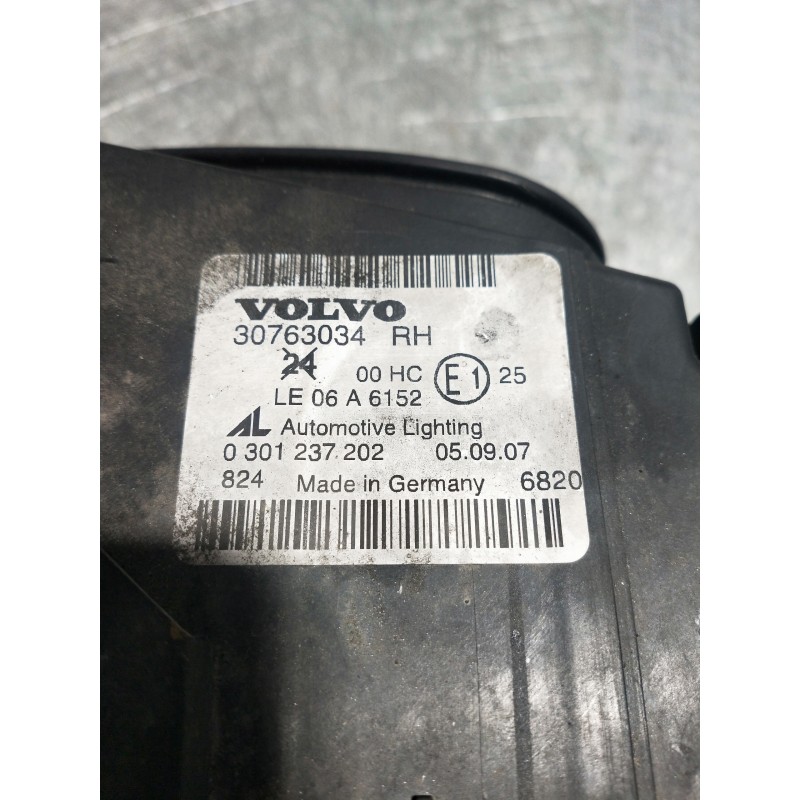 VOLVO
30763034 RH
24 00 HC E1 25
LE 06 A 6152
AL Automotive Lighting
0 301 237 202 05.09.07
824 Made in Germany 6820